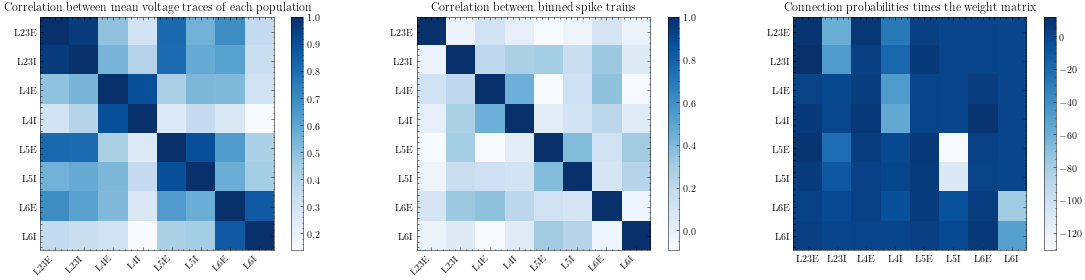 Correlation between mean voltage traces of each population
L23E
L23I
L4E
L4I
L5E
L5I
L6E
L6I
L23E L23I L4E L4I L5E L5I L6E L6I
1.0
0.9
0.8
0.7
0.6
0.5
0.4
0.3
0.2
Correlation between binned spike trains
L23E
L23I
L4E
L4I
L5E
L5I
L6E
L6I
L23E L23I L4E L4I L5E L5I L6E L6I
1.0
0.8
0.6
0.4
0.2
0.0
Connection probabilities times the weight matrix
L23E
L23I
L4E
L4I
L5E
L5I
L6E
L6I
L23E L23I L4E L4I L5E L5I L6E L6I
0
−20
−40
−60
−80
−100
−120